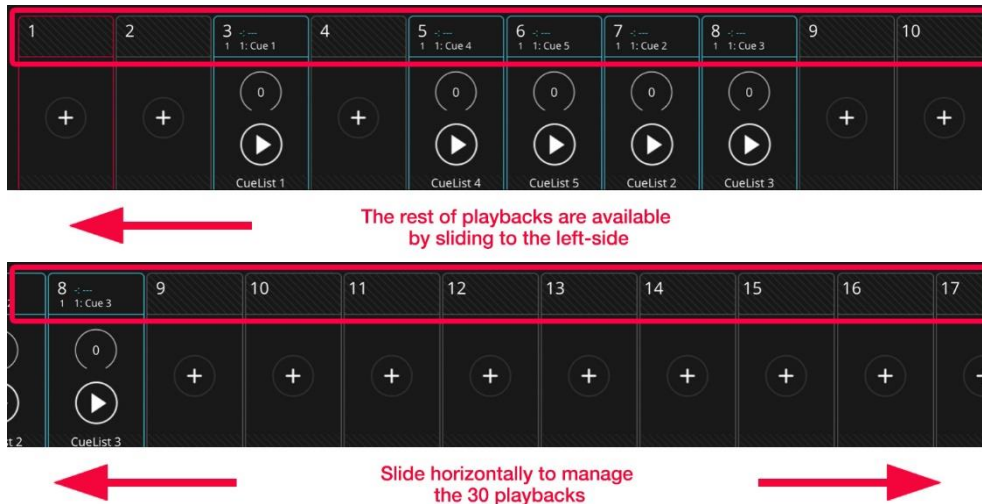 1 2 3 -:--- 4 5 -:--- 6 -:--- 7 -:--- 8 -:--- 9 10
1 1: Cue 1 1 1: Cue 4 1 1: Cue 5 1 1: Cue 2 1 1: Cue 3
0 0 0 0 0
CueList 1 CueList 4 CueList 5 CueList 2 CueList 3
The rest of playbacks are available
by sliding to the left-side
8 -:--- 9 10 11 12 13 14 15 16 17
1 1: Cue 3
0
CueList 3
Slide horizontally to manage
the 30 playbacks